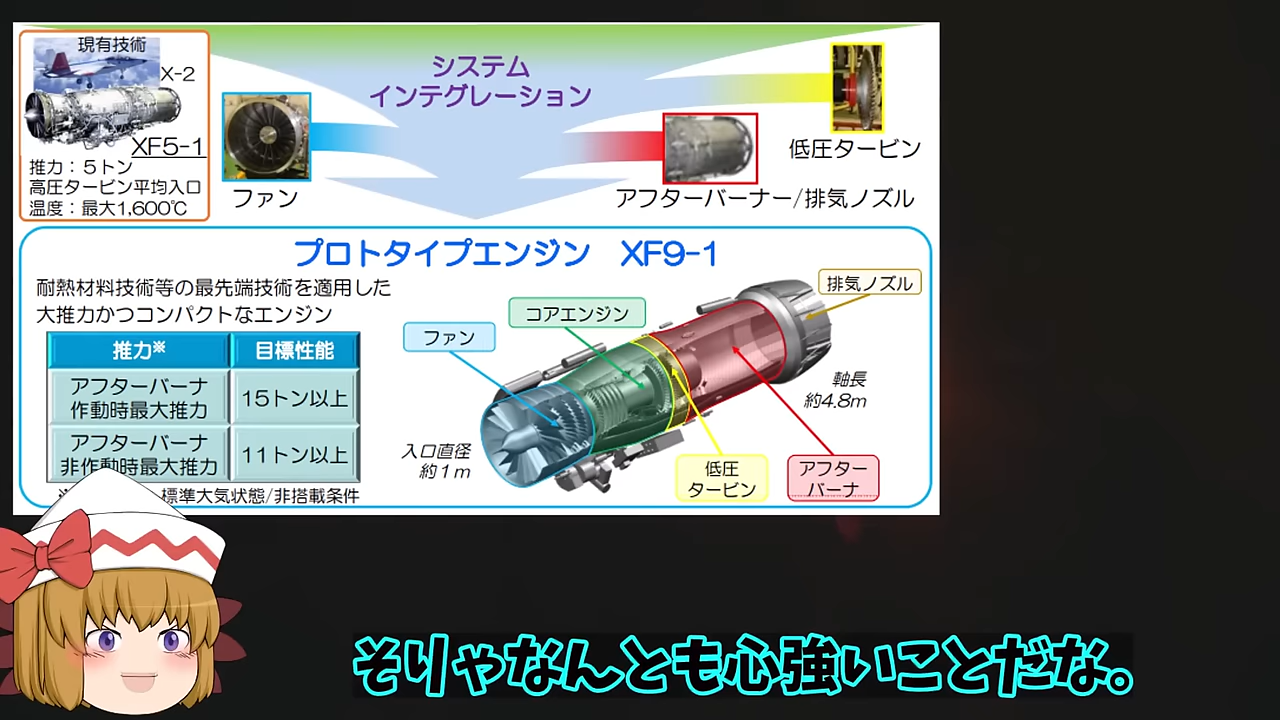 現有技術
X-2
XF5-1
推力：５トン
高圧タービン平均入口
温度：最大1,600℃
システム
インテグレーション
ファン
アフターバーナー/排気ノズル
低圧タービン
プロトタイプエンジン　XF9-1
耐熱材料技術等の最先端技術を適用した
大推力かつコンパクトなエンジン
推力※
目標性能
アフターバーナ
作動時最大推力
15トン以上
アフターバーナ
非作動時最大推力
11トン以上
標準大気状態/非搭載条件
ファン
コアエンジン
排気ノズル
軸長
約4.8m
入口直径
約１ｍ
低圧
タービン
アフター
バーナ
そりゃなんとも心強いことだな。